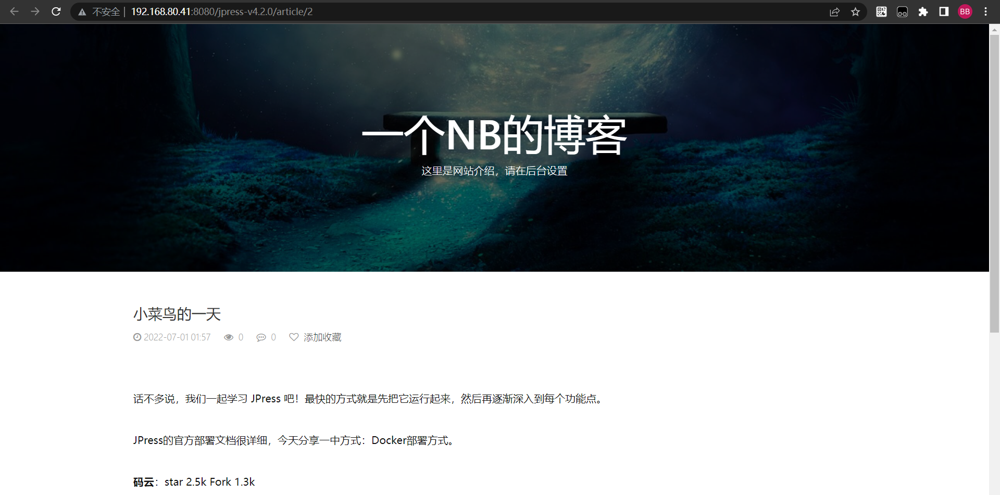 不安全 | 192.168.80.41:8080/jpress-v4.2.0/article/2
BB
一个NB的博客
这里是网站介绍，请在后台设置
小菜鸟的一天
2022-07-01 01:57 0 0 添加收藏
话不多说，我们一起学习 JPress 吧！最快的方式就是先把它运行起来，然后再逐渐深入到每个功能点。
JPress的官方部署文档很详细，今天分享一中方式：Docker部署方式。
码云：star 2.5k Fork 1.3k